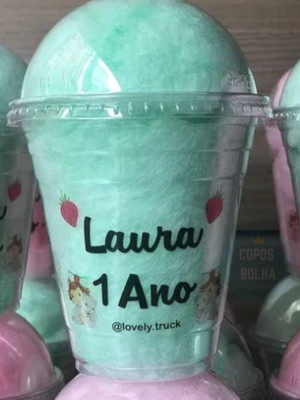 Laura
1 Ano
@lovely.truck
COPOS
BOLHA